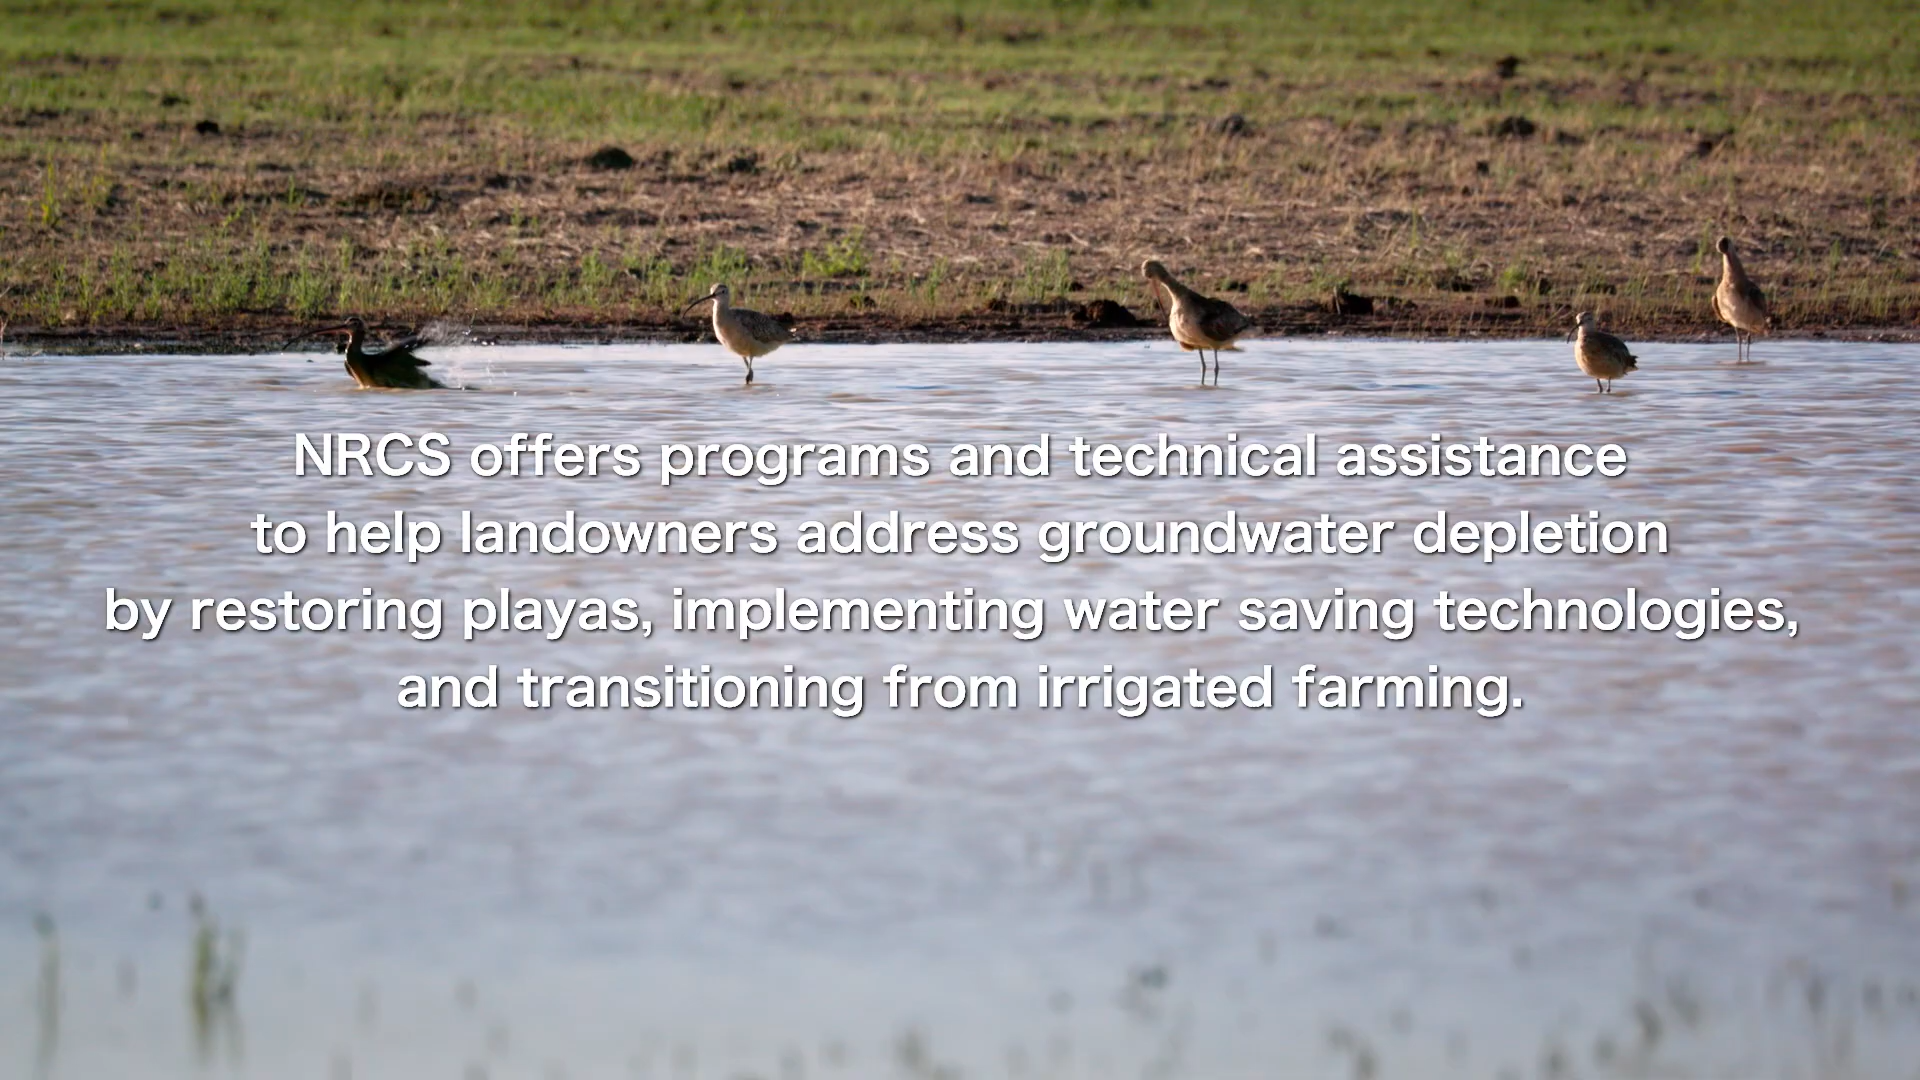 NRCS offers programs and technical assistance
to help landowners address groundwater depletion
by restoring playas, implementing water saving technologies,
and transitioning from irrigated farming.